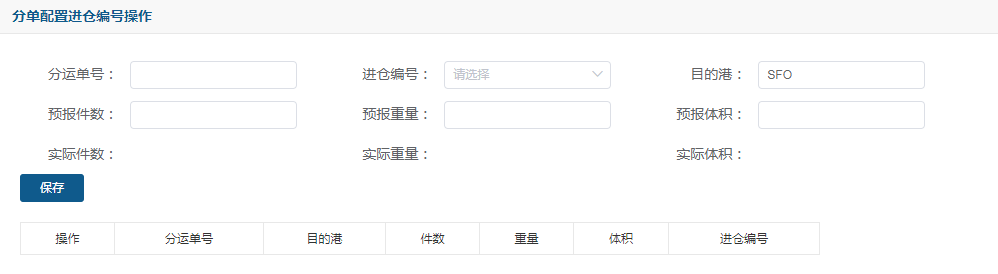 分单配置进仓编号操作
分运单号： 进仓编号： 请选择 目的港： SFO
预报件数： 预报重量： 预报体积：
实际件数： 实际重量： 实际体积：
保存
操作 分运单号 目的港 件数 重量 体积 进仓编号